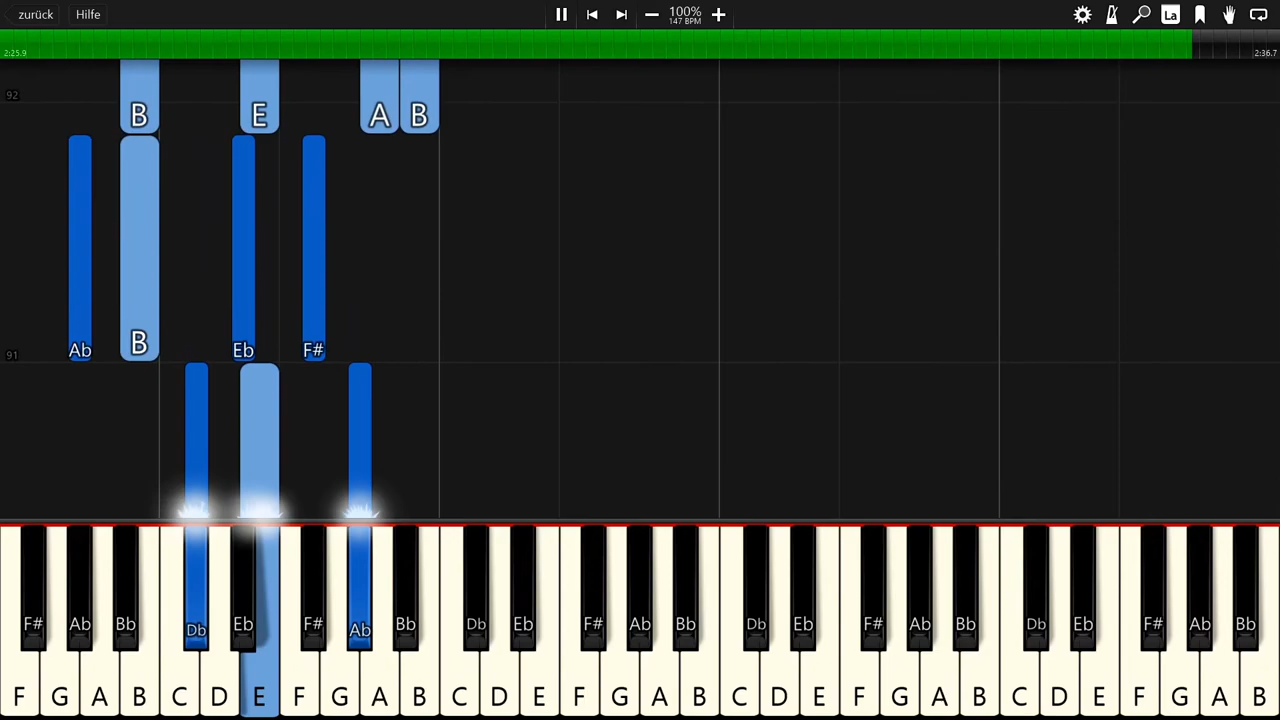 zurück Hilfe 100% La
147 BPM
2:25.9 2:36.7
92 B E A B
Ab B Eb F#
91
F# Ab Bb Db Eb F# Ab Bb Db Eb F# Ab Bb Db Eb F# Ab Bb Db Eb F# Ab Bb
F G A B C D E F G A B C D E F G A B C D E F G A B C D E F G A B